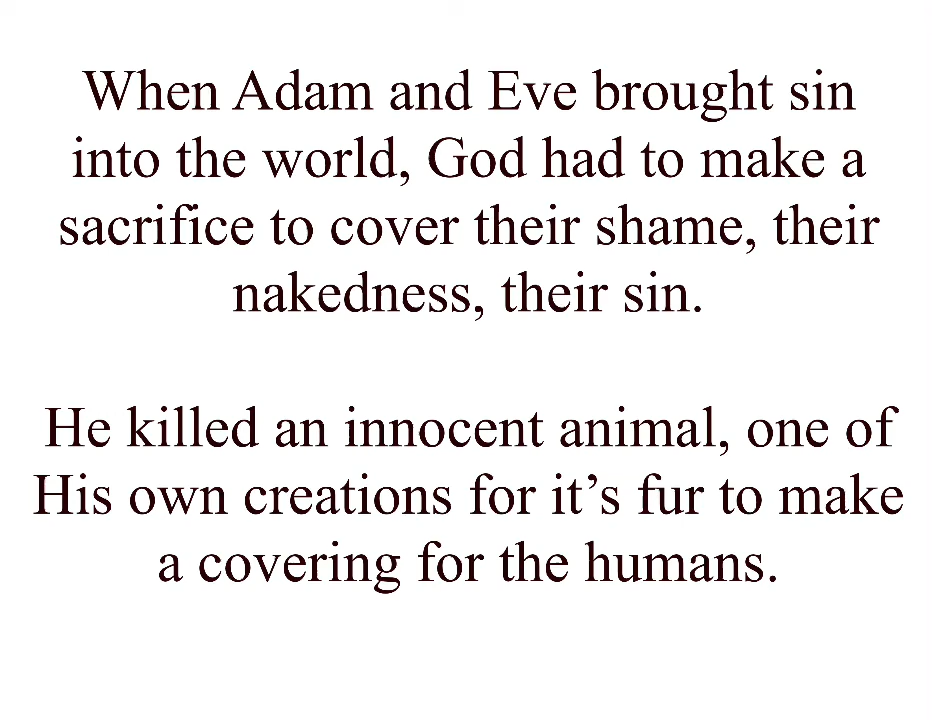 When Adam and Eve brought sin
into the world, God had to make a
sacrifice to cover their shame, their
nakedness, their sin.
He killed an innocent animal, one of
His own creations for it’s fur to make
a covering for the humans.